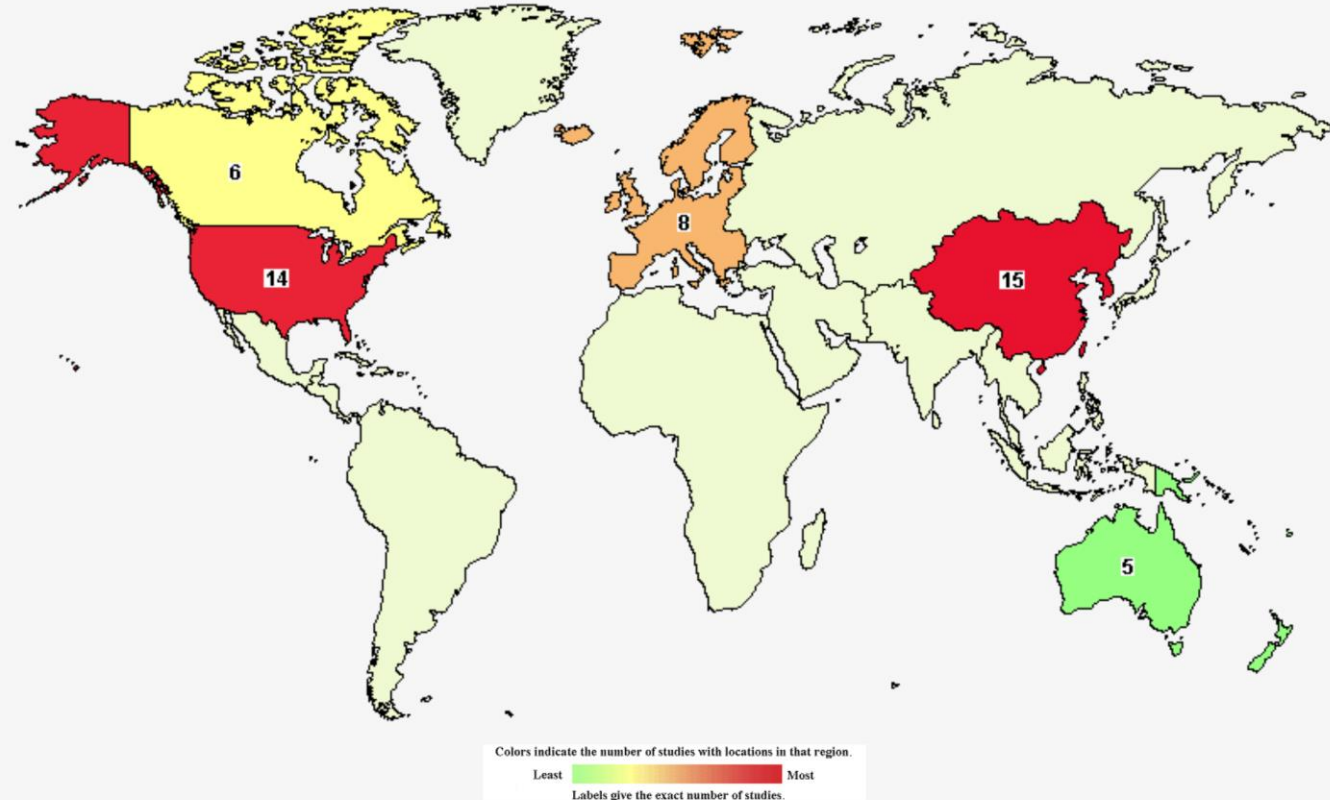 6
8
14
15
5
Colors indicate the number of studies with locations in that region.
Least Most
Labels give the exact number of studies.